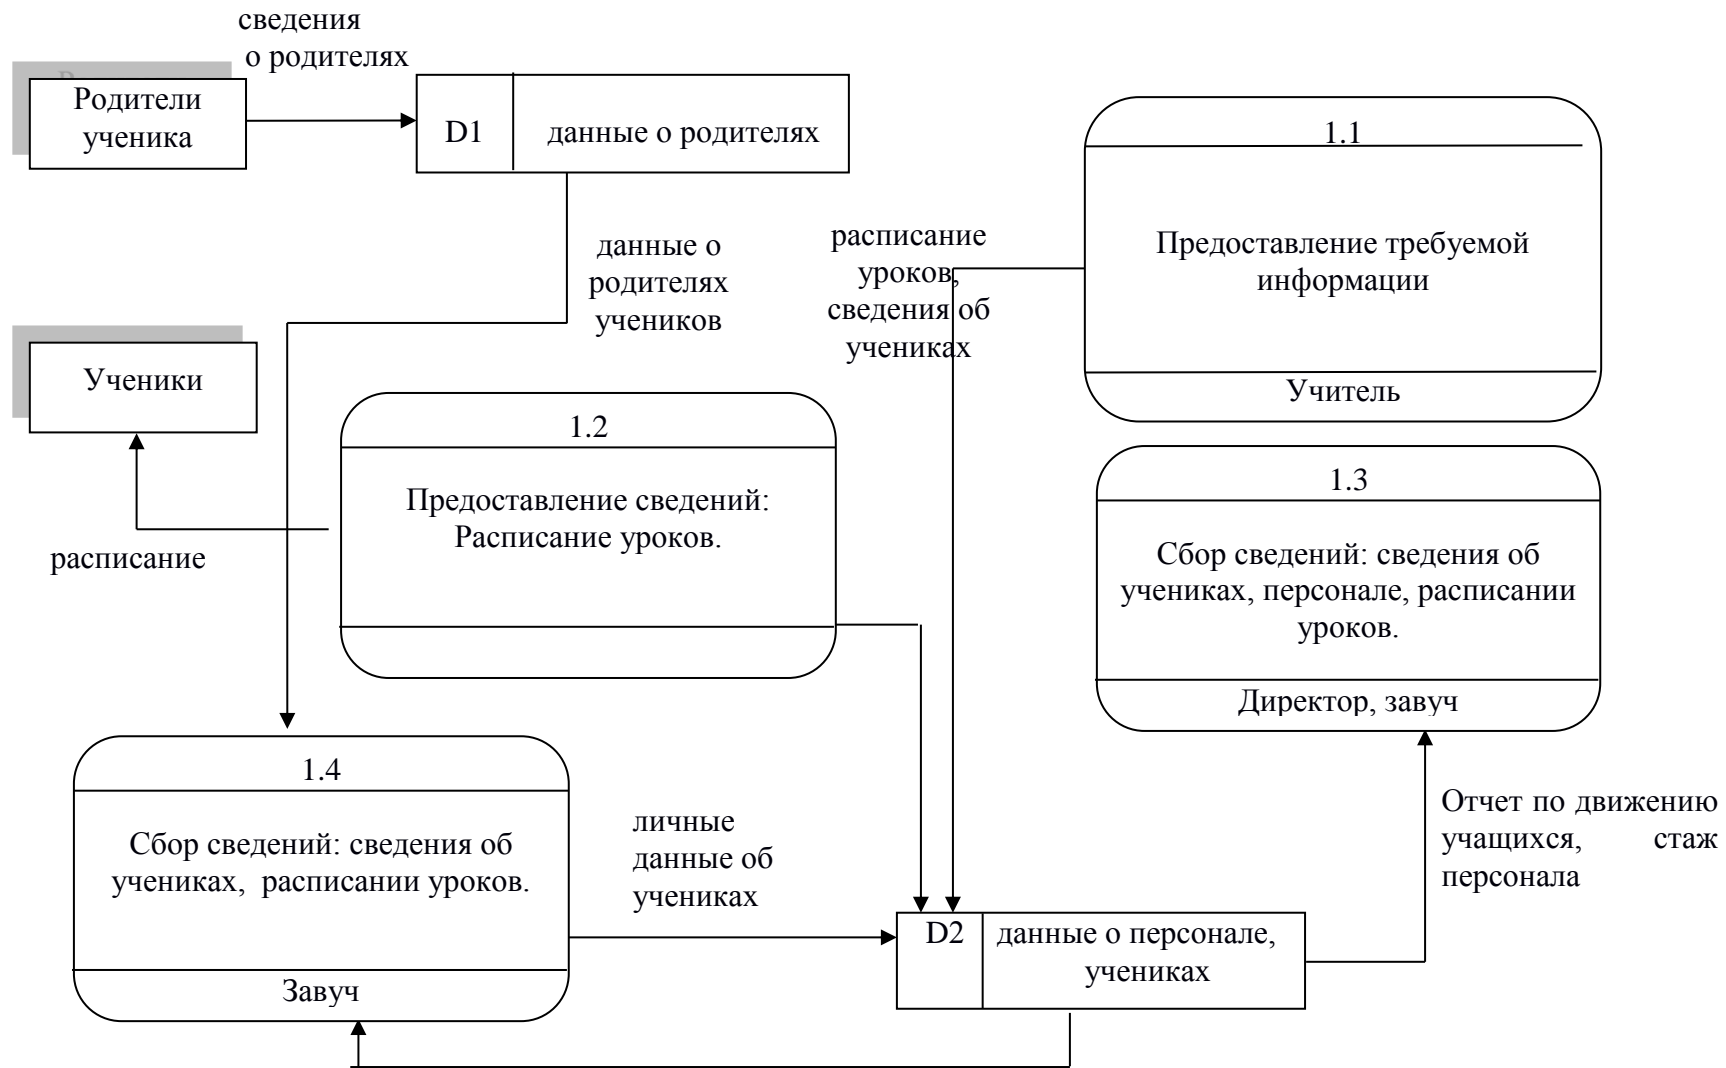 сведения
о родителях
Родители
ученика
D1
данные о родителях
1.1
Предоставление требуемой
информации
Учитель
данные о
родителях
учеников
расписание
уроков,
сведения об
учениках
Ученики
1.2
Предоставление сведений:
Расписание уроков.
расписание
1.3
Сбор сведений: сведения об
учениках, персонале, расписании
уроков.
Директор, завуч
1.4
Сбор сведений: сведения об
учениках, расписании уроков.
Завуч
личные
данные об
учениках
Отчет по движению
учащихся, стаж
персонала
D2
данные о персонале,
учениках